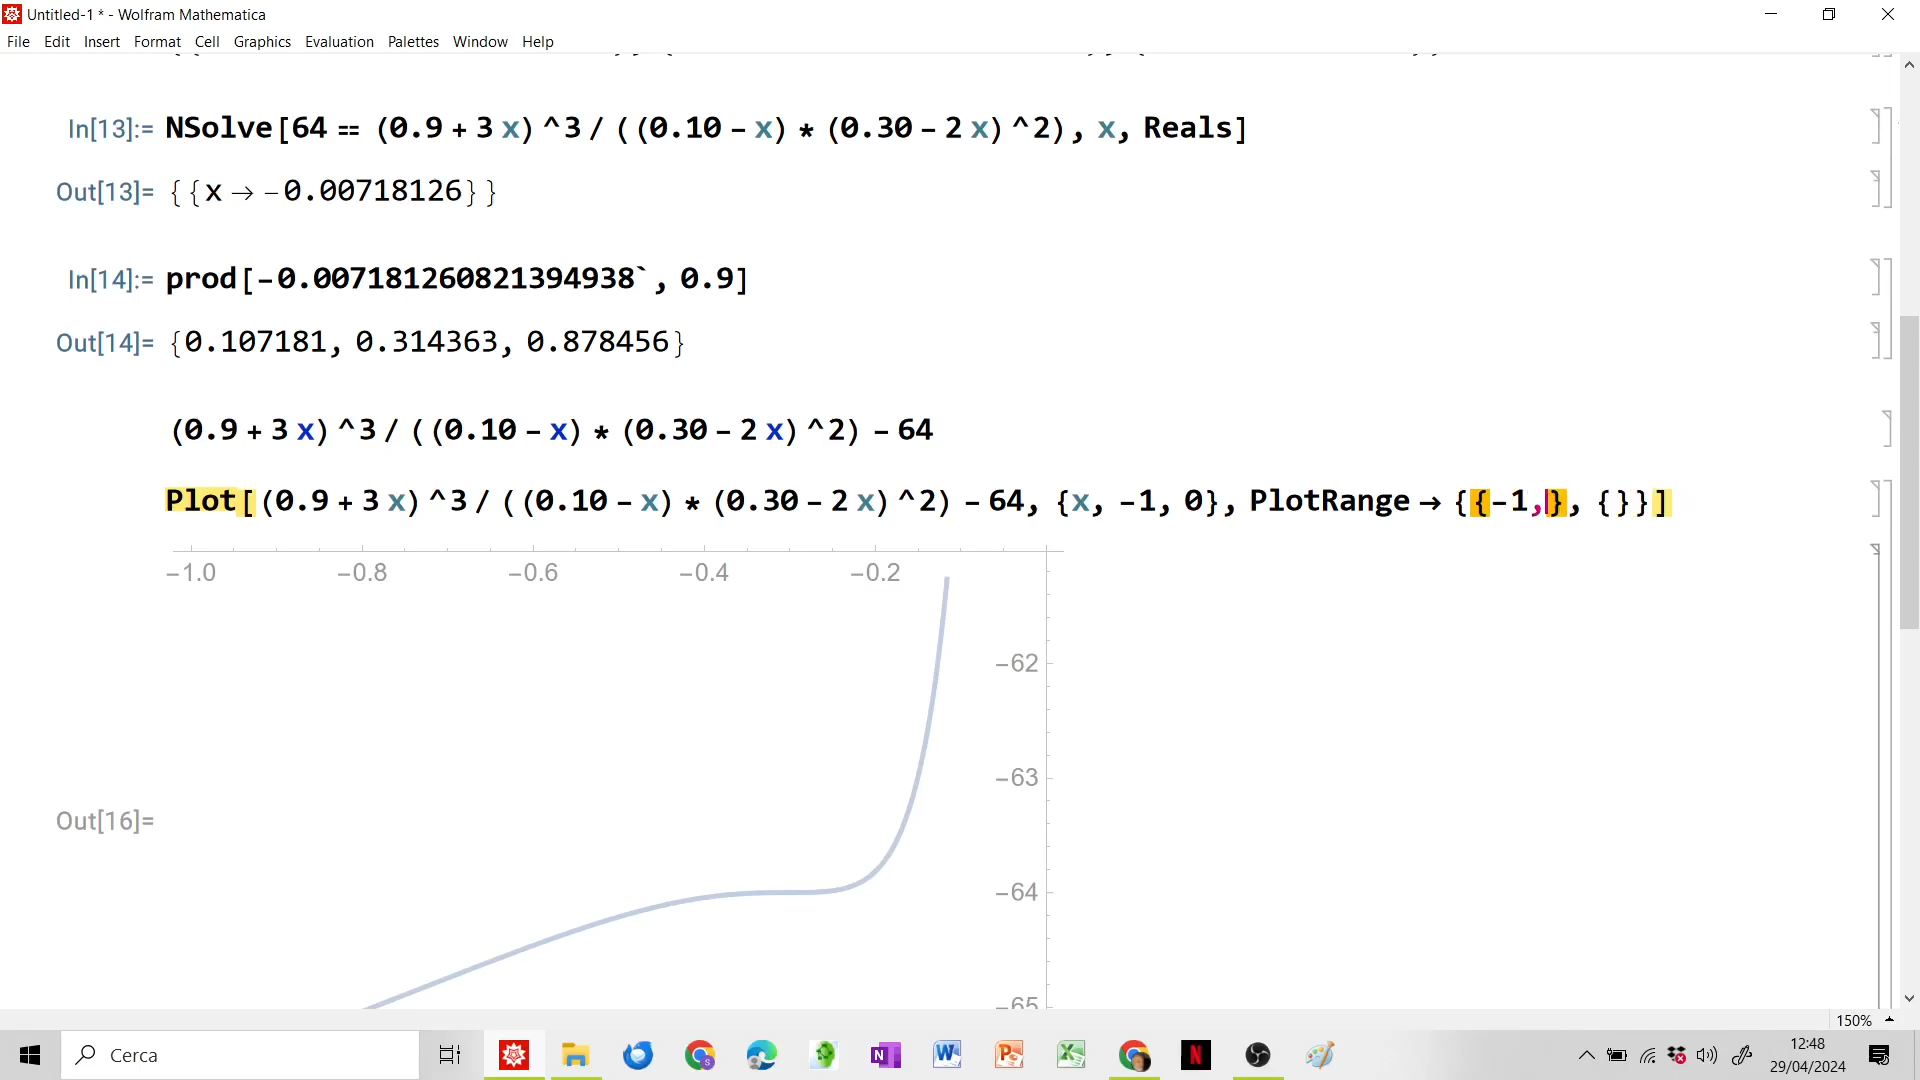 Untitled-1 * - Wolfram Mathematica
File Edit Insert Format Cell Graphics Evaluation Palettes Window Help
In[13]:= NSolve[64 == (0.9 + 3 x) ^3 / ((0.10 - x) * (0.30 - 2 x) ^2), x, Reals]
Out[13]= {{x → -0.00718126}}
In[14]:= prod[-0.007181260821394938`, 0.9]
Out[14]= {0.107181, 0.314363, 0.878456}
(0.9 + 3 x) ^3 / ((0.10 - x) * (0.30 - 2 x) ^2) - 64
Plot[(0.9 + 3 x) ^3 / ((0.10 - x) * (0.30 - 2 x) ^2) - 64, {x, -1, 0}, PlotRange → {{-1,}, {}}]
-1.0 -0.8 -0.6 -0.4 -0.2
-62
-63
Out[16]=
-64
-65
150%
Cerca
12:48
29/04/2024